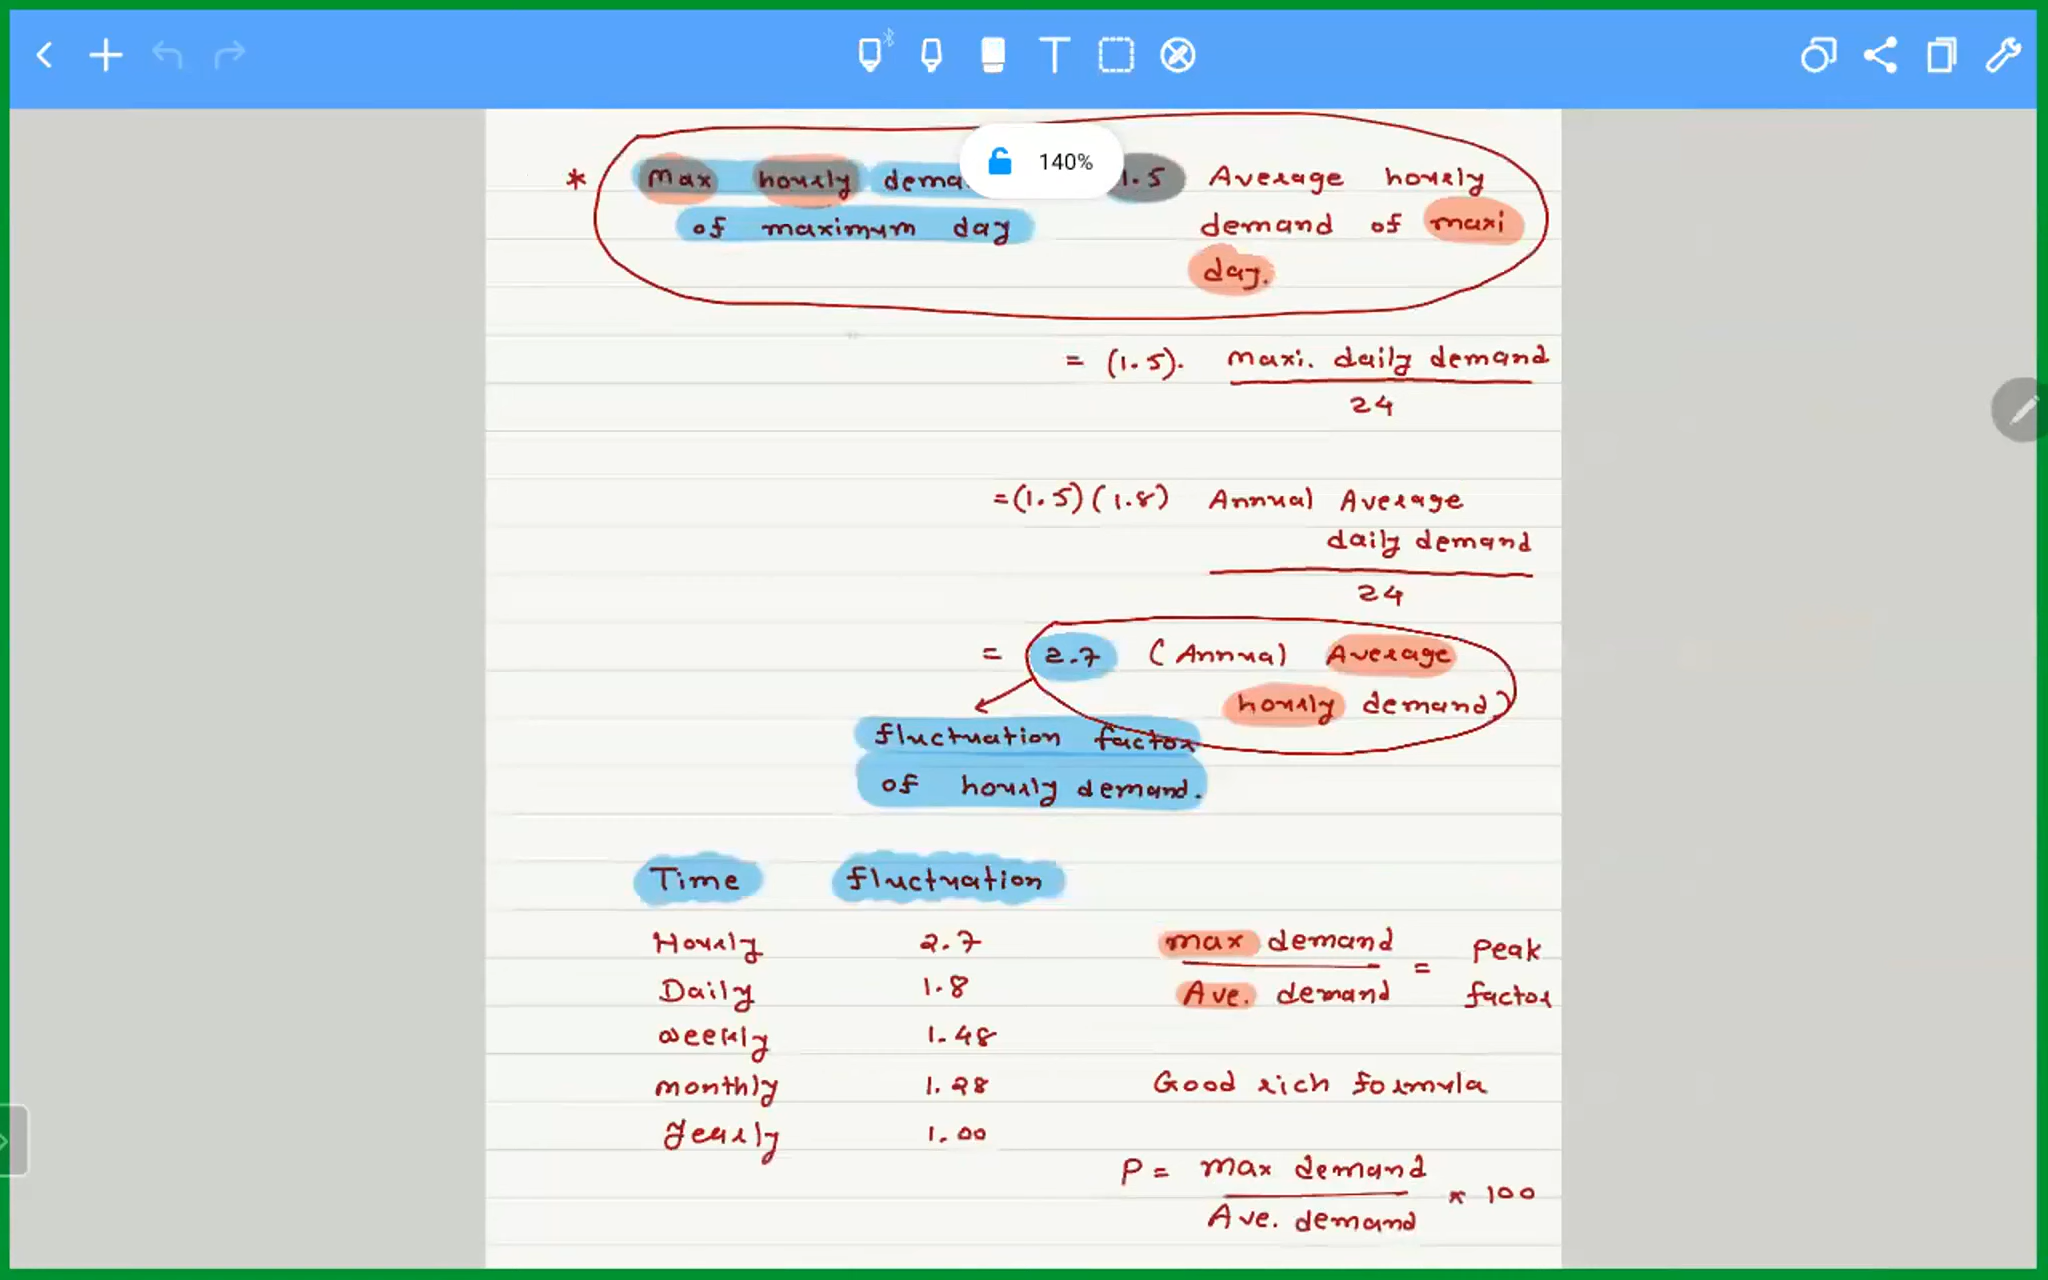 140%
* Max hourly dema 1.5 Average hourly
of maximum day demand of maxi
day.
= (1.5). Maxi. daily demand
24
=(1.5)(1.8) Annual Average
daily demand
24
= 2.7 (Annual Average
hourly demand)
fluctuation factor
of hourly demand.
Time fluctuation
Hourly 2.7 max demand = Peak
Daily 1.8 Ave. demand factor
weekly 1.48
monthly 1.28 Good rich formula
Yearly 1.00
P = max demand × 100
Ave. demand